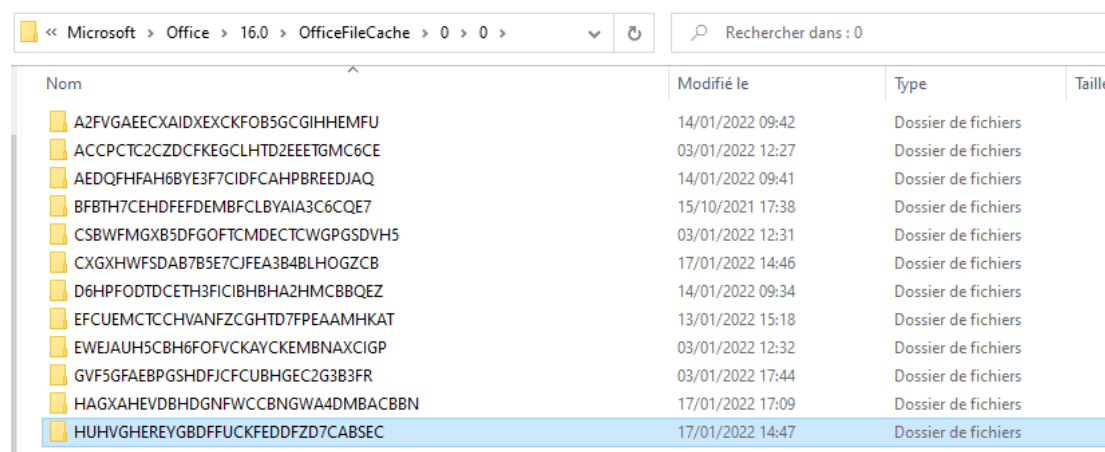 « Microsoft > Office > 16.0 > OfficeFileCache > 0 > 0 > Rechercher dans : 0
Nom Modifié le Type Taille
A2FVGAEECXAIDXEXCKFOB5GCGIHHEMFU 14/01/2022 09:42 Dossier de fichiers
ACCPCTC2CZDCFKEGCLHTD2EEETGMC6CE 03/01/2022 12:27 Dossier de fichiers
AEDQFHFAH6BYE3F7CIDFCAHPBREEDJAQ 14/01/2022 09:41 Dossier de fichiers
BFBTH7CEHDFEFDEMBFCLBYAIA3C6CQE7 15/10/2021 17:38 Dossier de fichiers
CSBWFMGXB5DFGOFTCMDECTCWGPGSDVH5 03/01/2022 12:31 Dossier de fichiers
CXGXHWFSDAB7B5E7CJFEA3B4BLHOGZCB 17/01/2022 14:46 Dossier de fichiers
D6HPFODTDCETH3FICIBHBHA2HMCBBQEZ 14/01/2022 09:34 Dossier de fichiers
EFCUEMCTCCHVANFZCGHTD7FPEAAMHKAT 13/01/2022 15:18 Dossier de fichiers
EWEJAUH5CBH6FOFVCKAYCKEMBNAXCIGP 03/01/2022 12:32 Dossier de fichiers
GVF5GFAEBPGSHDFJCFCUBHGEC2G3B3FR 03/01/2022 17:44 Dossier de fichiers
HAGXAHEVDBHDGNFWCCBNGWA4DMBACBBN 17/01/2022 17:09 Dossier de fichiers
HUHVGHEREYGBDFFUCKFEDDFZD7CABSEC 17/01/2022 14:47 Dossier de fichiers